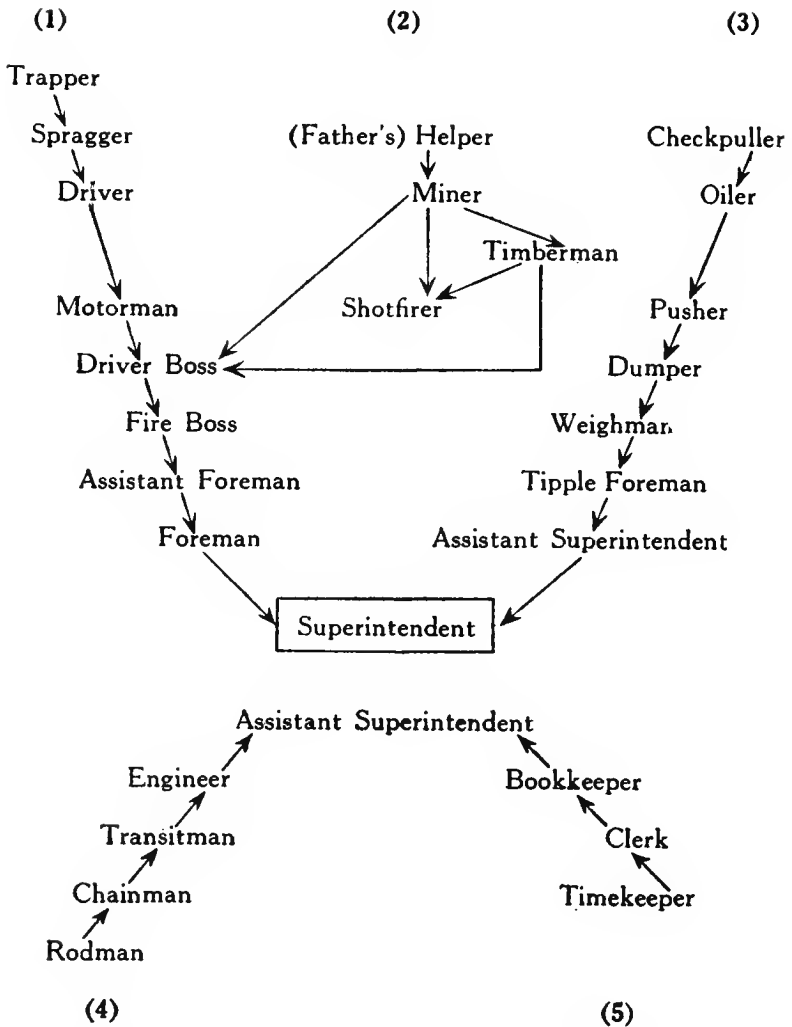 (1) (2) (3)
Trapper
Spragger (Father's) Helper Checkpuller
Driver Miner Oiler
Timberman
Motorman Shotfirer Pusher
Driver Boss Dumper
Fire Boss Weighman
Assistant Foreman Tipple Foreman
Foreman Assistant Superintendent
Superintendent
Assistant Superintendent
Engineer Bookkeeper
Transitman Clerk
Chainman Timekeeper
Rodman
(4) (5)